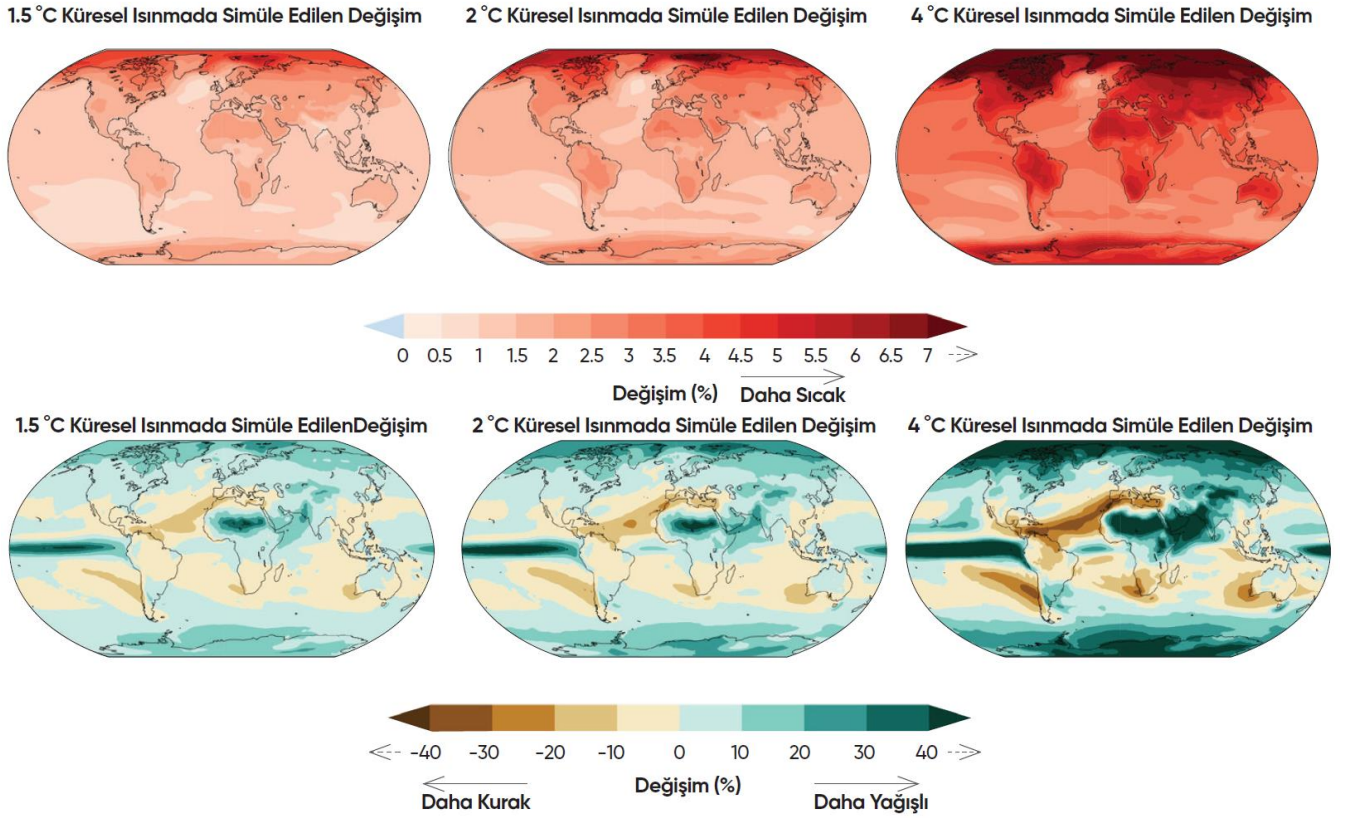 1.5 °C Küresel Isınmada Simüle Edilen Değişim
2 °C Küresel Isınmada Simüle Edilen Değişim
4 °C Küresel Isınmada Simüle Edilen Değişim
0 0.5 1 1.5 2 2.5 3 3.5 4 4.5 5 5.5 6 6.5 7
Değişim (%) Daha Sıcak
1.5 °C Küresel Isınmada Simüle EdilenDeğişim
2 °C Küresel Isınmada Simüle Edilen Değişim
4 °C Küresel Isınmada Simüle Edilen Değişim
-40 -30 -20 -10 0 10 20 30 40
Değişim (%)
Daha Kurak
Daha Yağışlı